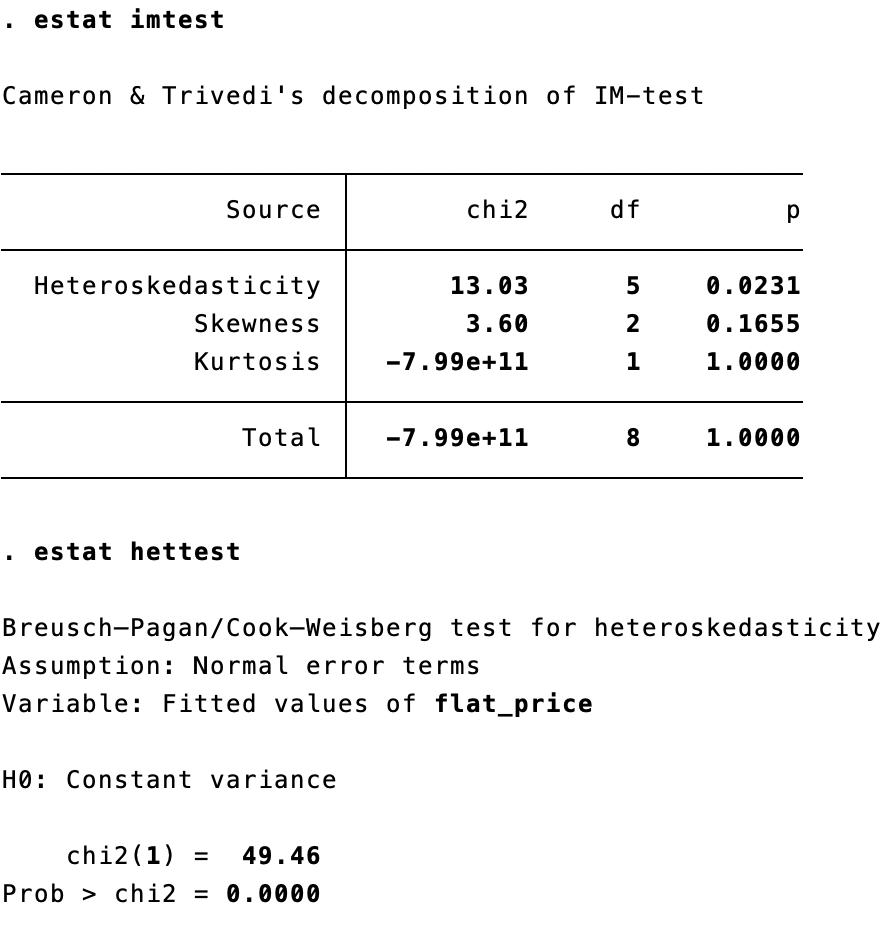 . estat imtest
Cameron & Trivedi's decomposition of IM-test
Source chi2 df p
Heteroskedasticity 13.03 5 0.0231
Skewness 3.60 2 0.1655
Kurtosis -7.99e+11 1 1.0000
Total -7.99e+11 8 1.0000
. estat hettest
Breusch–Pagan/Cook–Weisberg test for heteroskedasticity
Assumption: Normal error terms
Variable: Fitted values of flat_price
H0: Constant variance
chi2(1) = 49.46
Prob > chi2 = 0.0000